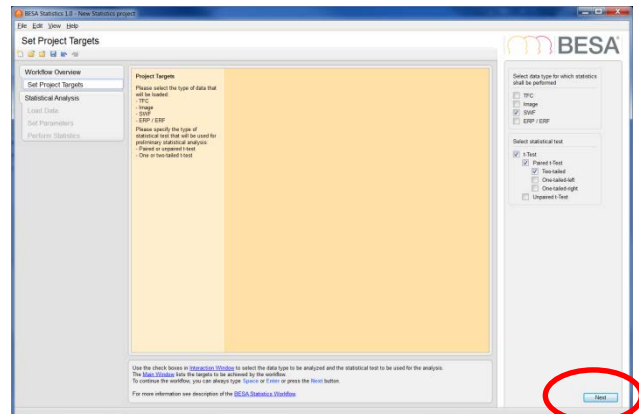 BESA Statistics 1.0 - New Statistics project
File Edit View Help
Set Project Targets
BESA
Workflow Overview
Set Project Targets
Statistical Analysis
Load Data
Set Parameters
Perform Statistics
Project Targets
Please select the type of data that
will be loaded:
- TFC
- Image
- SWF
- ERP / ERF
Please specify the type of
statistical test that will be used for
preliminary statistical analysis:
- Paired or unpaired t-test
- One or two-tailed t-test
Select data type for which statistics
shall be performed
TFC
Image
SWF
ERP / ERF
Select statistical test
t-Test
Paired t-Test
Two-tailed
One-tailed-left
One-tailed-right
Unpaired t-Test
Use the check boxes in Interaction Window to select the data type to be analyzed and the statistical test to be used for the analysis.
The Main Window lists the targets to be achieved by the workflow.
To continue the workflow, you can always type Space or Enter or press the Next button.
For more information see description of the BESA Statistics Workflow.
Next